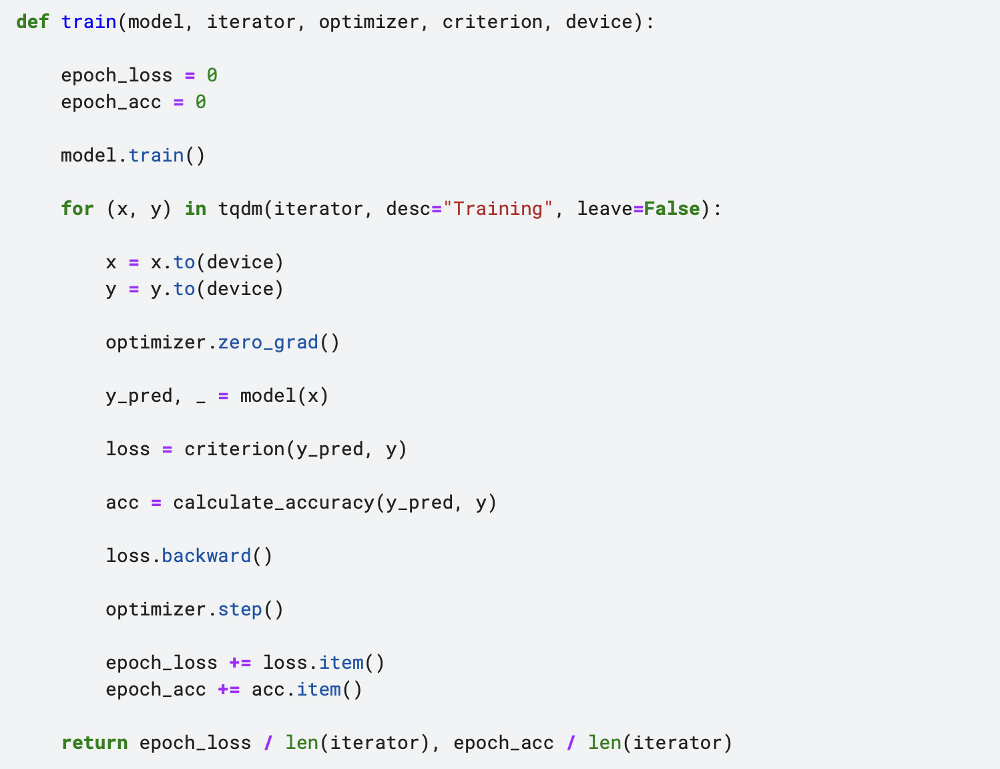 def train(model, iterator, optimizer, criterion, device):
epoch_loss = 0
epoch_acc = 0
model.train()
for (x, y) in tqdm(iterator, desc="Training", leave=False):
x = x.to(device)
y = y.to(device)
optimizer.zero_grad()
y_pred, _ = model(x)
loss = criterion(y_pred, y)
acc = calculate_accuracy(y_pred, y)
loss.backward()
optimizer.step()
epoch_loss += loss.item()
epoch_acc += acc.item()
return epoch_loss / len(iterator), epoch_acc / len(iterator)